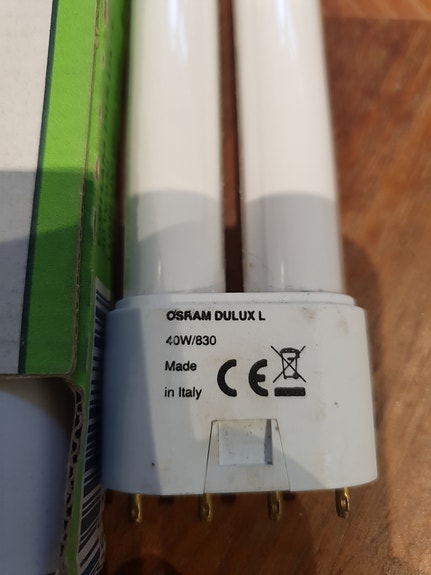 OSRAM DULUX L
40W/830
Made
in Italy
CE